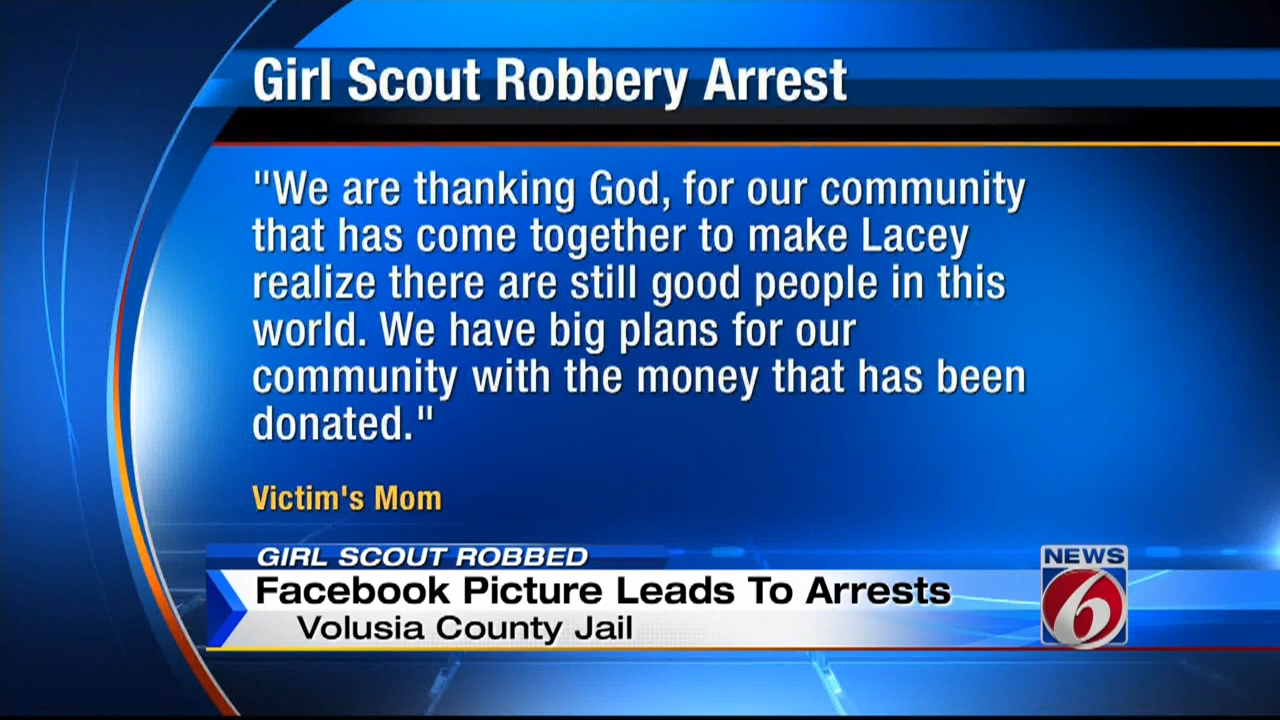 Girl Scout Robbery Arrest
"We are thanking God, for our community
that has come together to make Lacey
realize there are still good people in this
world. We have big plans for our
community with the money that has been
donated."
Victim's Mom
GIRL SCOUT ROBBED
Facebook Picture Leads To Arrests
Volusia County Jail
NEWS
6